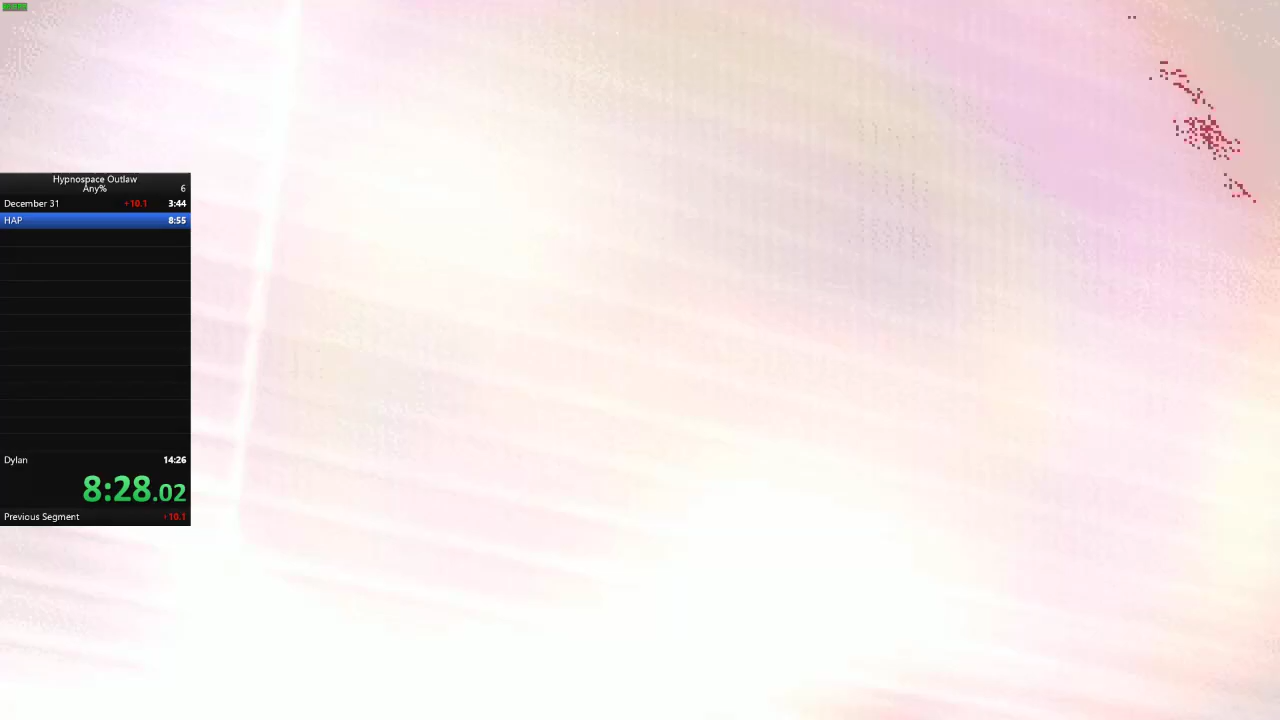 Hypnospace Outlaw
Any% 6
December 31 +10.1 3:44
HAP 8:55
Dylan 14:26
8:28.02
Previous Segment +10.1